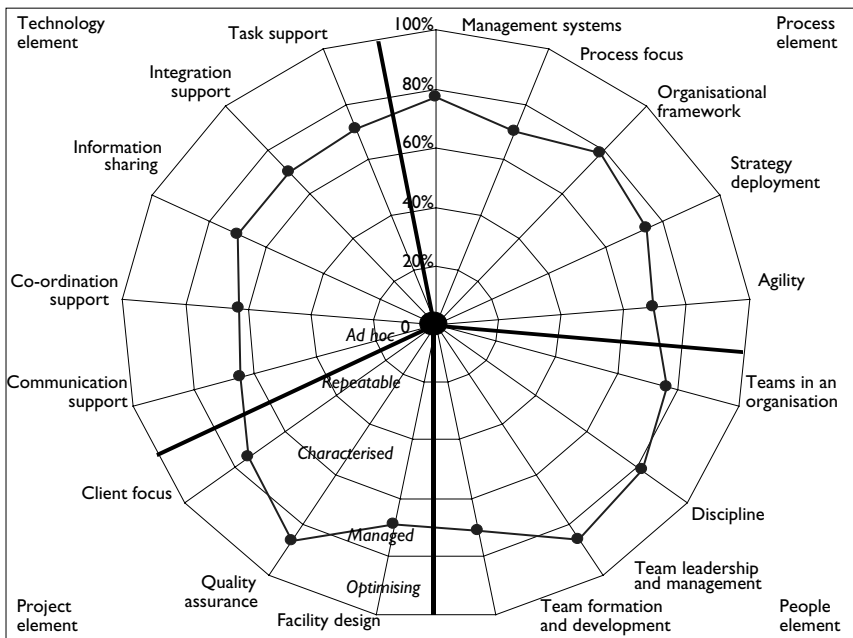 Technology
element
Task support
100%
Management systems
Process
element
Process focus
Integration
support
80%
Organisational
framework
Information
sharing
60%
Strategy
deployment
40%
20%
Co-ordination
support
Agility
0
Ad hoc
Communication
support
Repeatable
Teams in an
organisation
Characterised
Client focus
Discipline
Managed
Quality
assurance
Optimising
Team leadership
and management
Project
element
Facility design
Team formation
and development
People
element